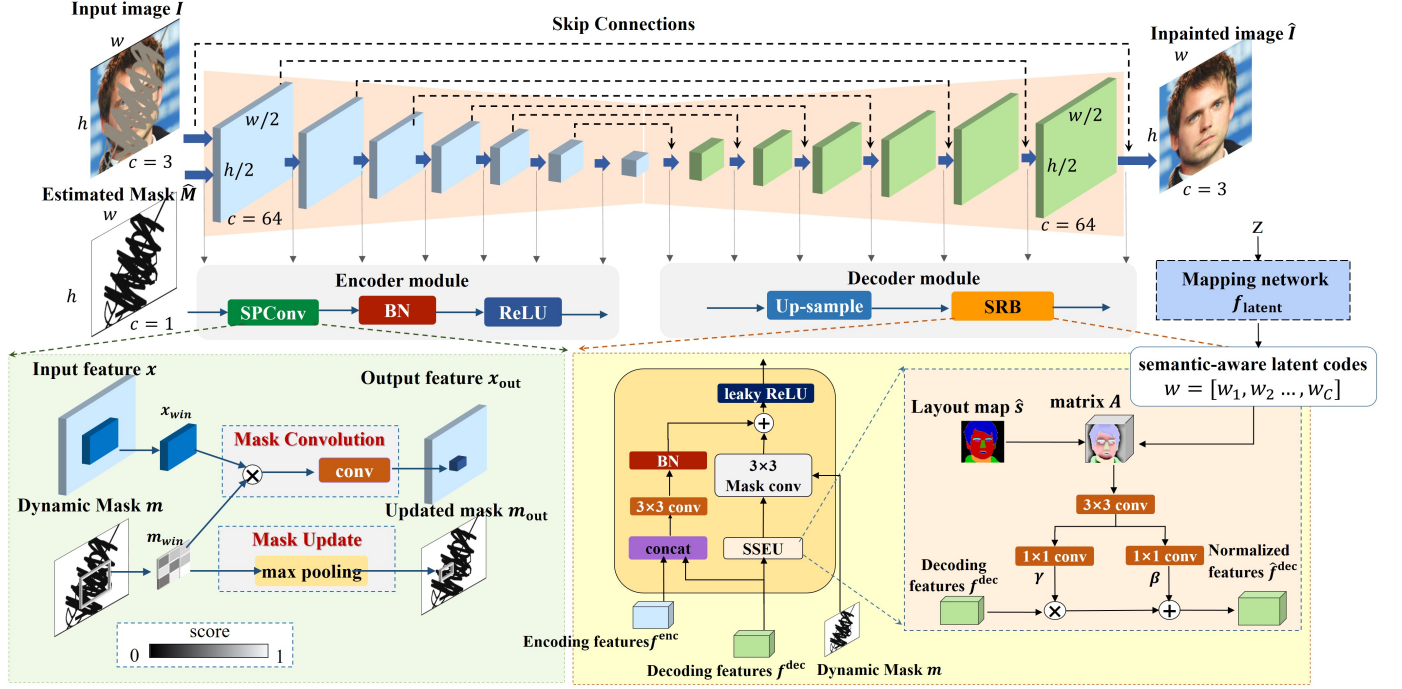 Input image I
w
h
c = 3
Skip Connections
Inpainted image Î
w
h
c = 3
w/2
h/2
c = 64
w/2
h/2
c = 64
Estimated Mask M̂
w
h
c = 1
Encoder module
SPConv
BN
ReLU
Decoder module
Up-sample
SRB
z
Mapping network
f_latent
semantic-aware latent codes
w = [w₁, w₂ …, w_C]
Input feature x
x_win
Output feature x_out
Mask Convolution
×
conv
Dynamic Mask m
m_win
Updated mask m_out
Mask Update
max pooling
score
0
1
leaky ReLU
+
BN
3×3
Mask conv
3×3 conv
concat
SSEU
Encoding features f^enc
Decoding features f^dec
Dynamic Mask m
Layout map ŝ
matrix A
3×3 conv
1×1 conv
1×1 conv
γ
β
Decoding
features f^dec
×
+
Normalized
features f̂^dec